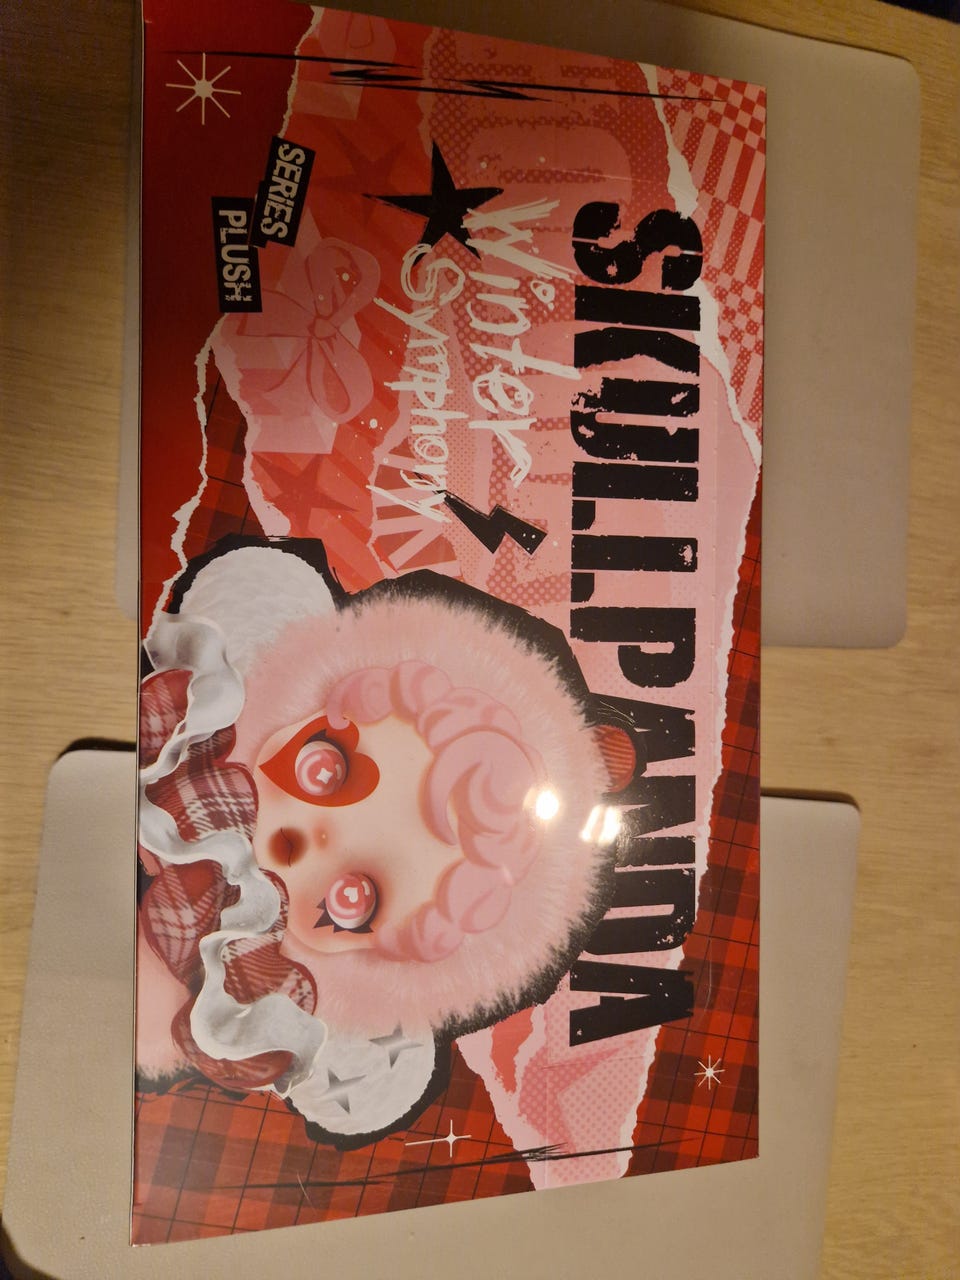 SKULLPANDA
Winter
Symphony
SERIES
PLUSH